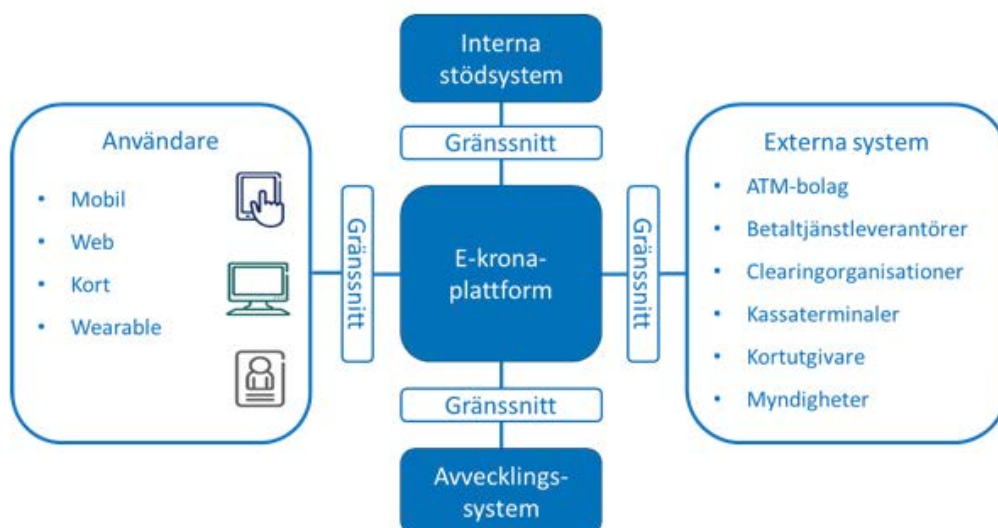 Interna
stödsystem
Gränssnitt
Användare
Mobil
Web
Kort
Wearable
Gränssnitt
E-krona-
plattform
Gränssnitt
Externa system
ATM-bolag
Betaltjänstleverantörer
Clearingorganisationer
Kassaterminaler
Kortutgivare
Myndigheter
Gränssnitt
Avvecklings-
system